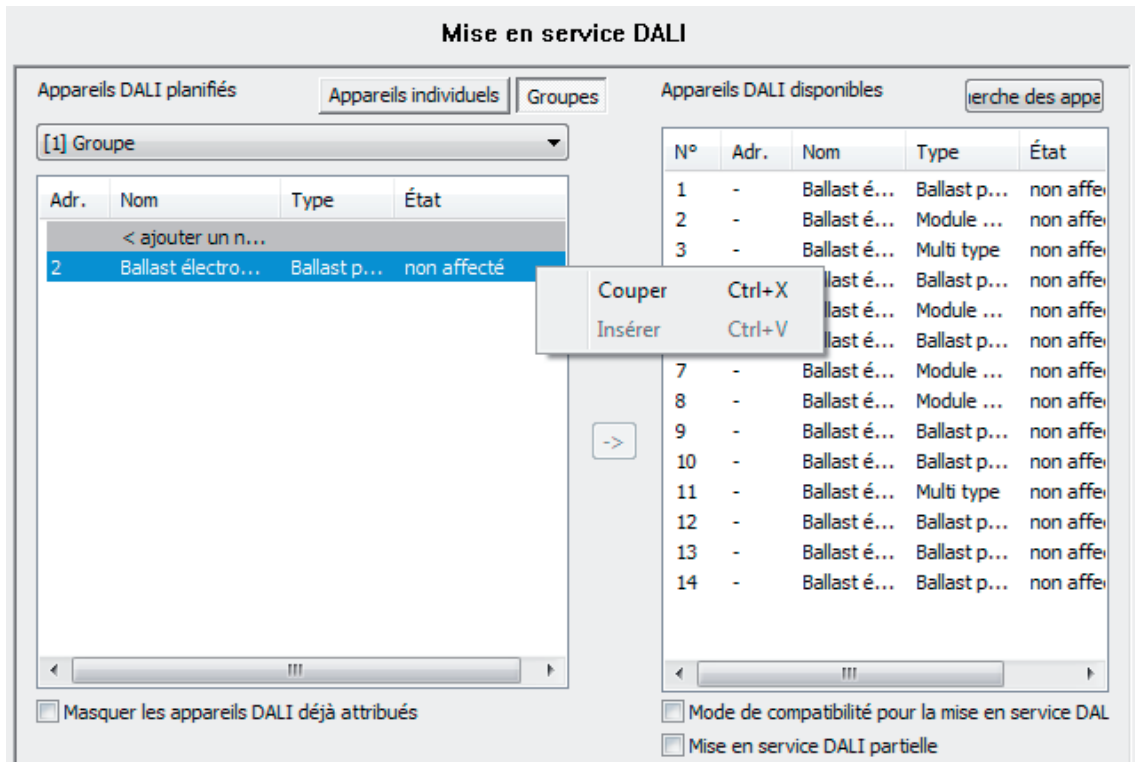 Mise en service DALI
Appareils DALI planifiés
Appareils individuels
Groupes
[1] Groupe
Adr. Nom Type État
< ajouter un n...
2 Ballast électro... Ballast p... non affecté
Couper Ctrl+X
Insérer Ctrl+V
->
Masquer les appareils DALI déjà attribués
Appareils DALI disponibles
erche des appa
N° Adr. Nom Type État
1 - Ballast é... Ballast p... non affe
2 - Ballast é... Module ... non affe
3 - Ballast é... Multi type non affe
llast é... Ballast p... non affe
llast é... Module ... non affe
llast é... Ballast p... non affe
7 - Ballast é... Module ... non affe
8 - Ballast é... Module ... non affe
9 - Ballast é... Ballast p... non affe
10 - Ballast é... Ballast p... non affe
11 - Ballast é... Multi type non affe
12 - Ballast é... Ballast p... non affe
13 - Ballast é... Ballast p... non affe
14 - Ballast é... Ballast p... non affe
Mode de compatibilité pour la mise en service DAL
Mise en service DALI partielle